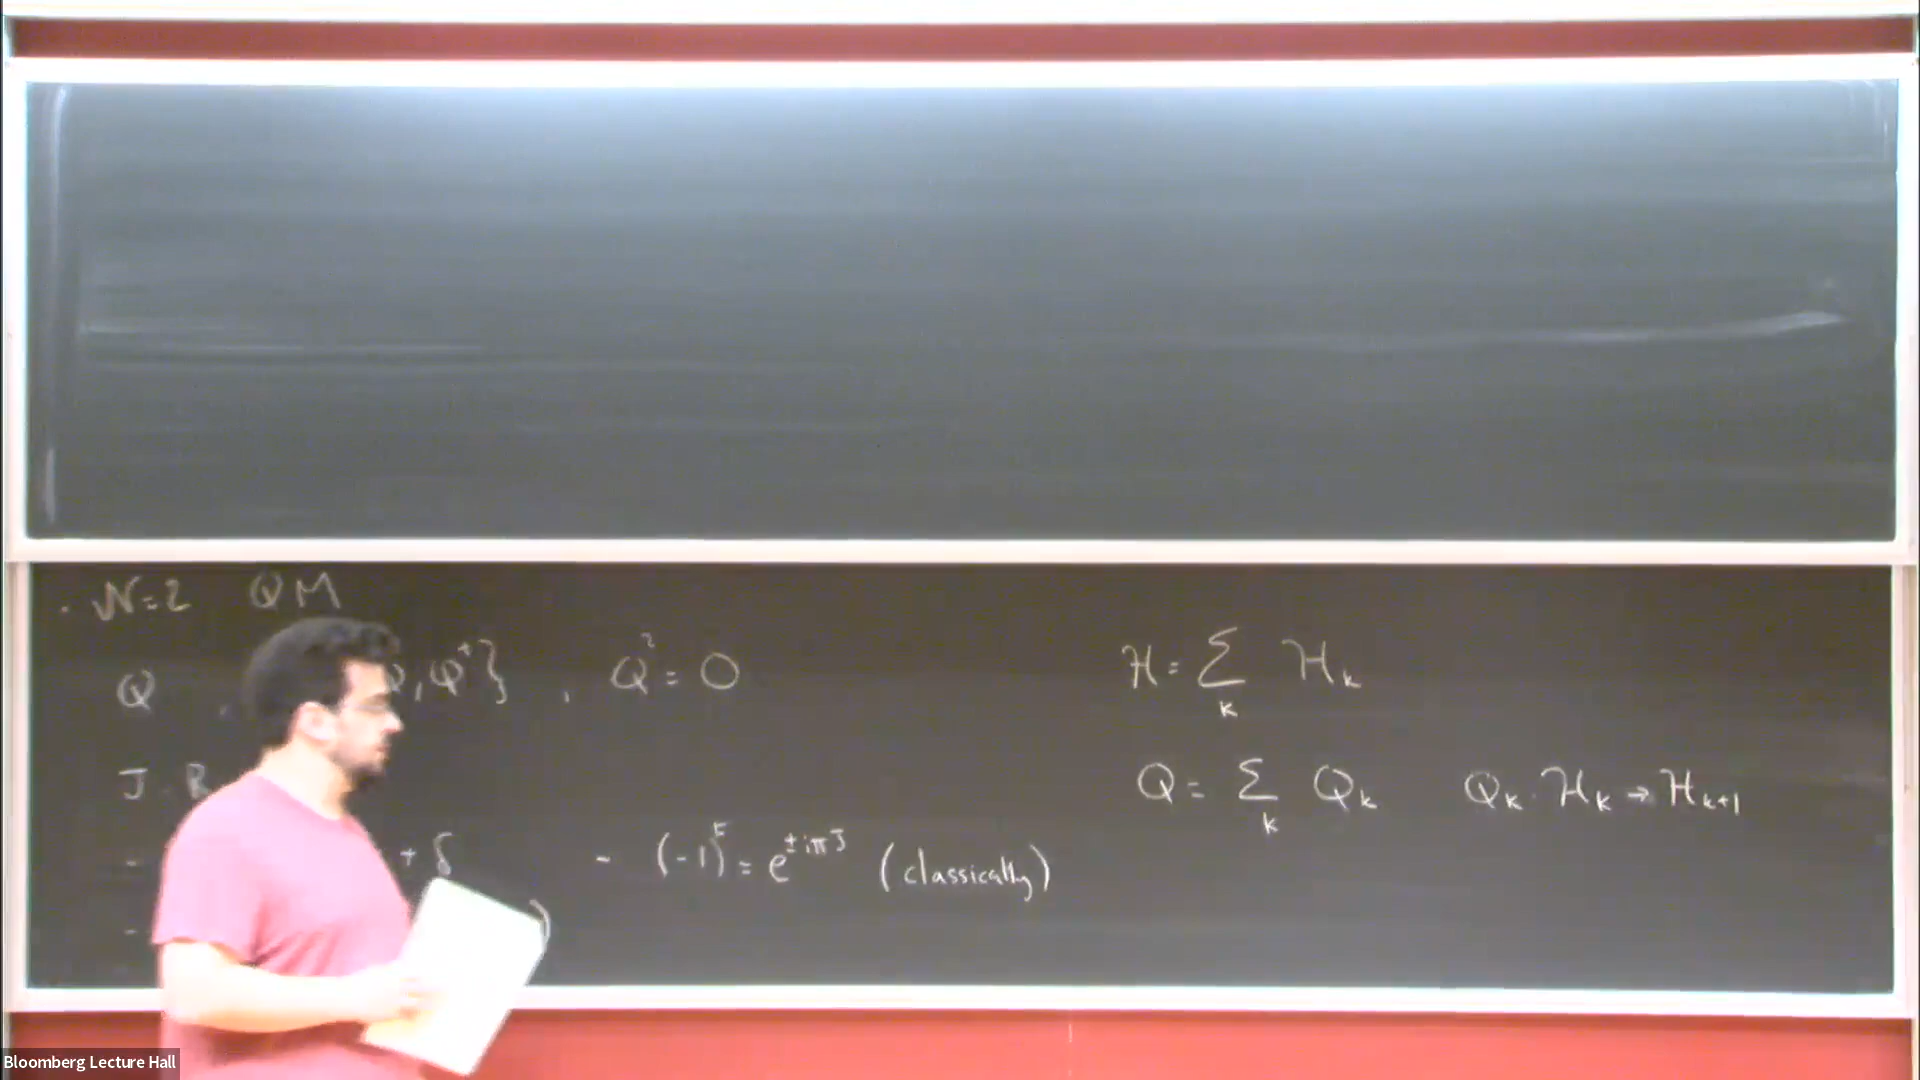 · N=2 QM
Q , Q, Q†} , Q² = 0
J R
- + δ - (-1)^F = e^{±iπJ} (classically)
- )
H = Σ_k H_k
Q = Σ_k Q_k Q_k : H_k → H_{k+1}
Bloomberg Lecture Hall